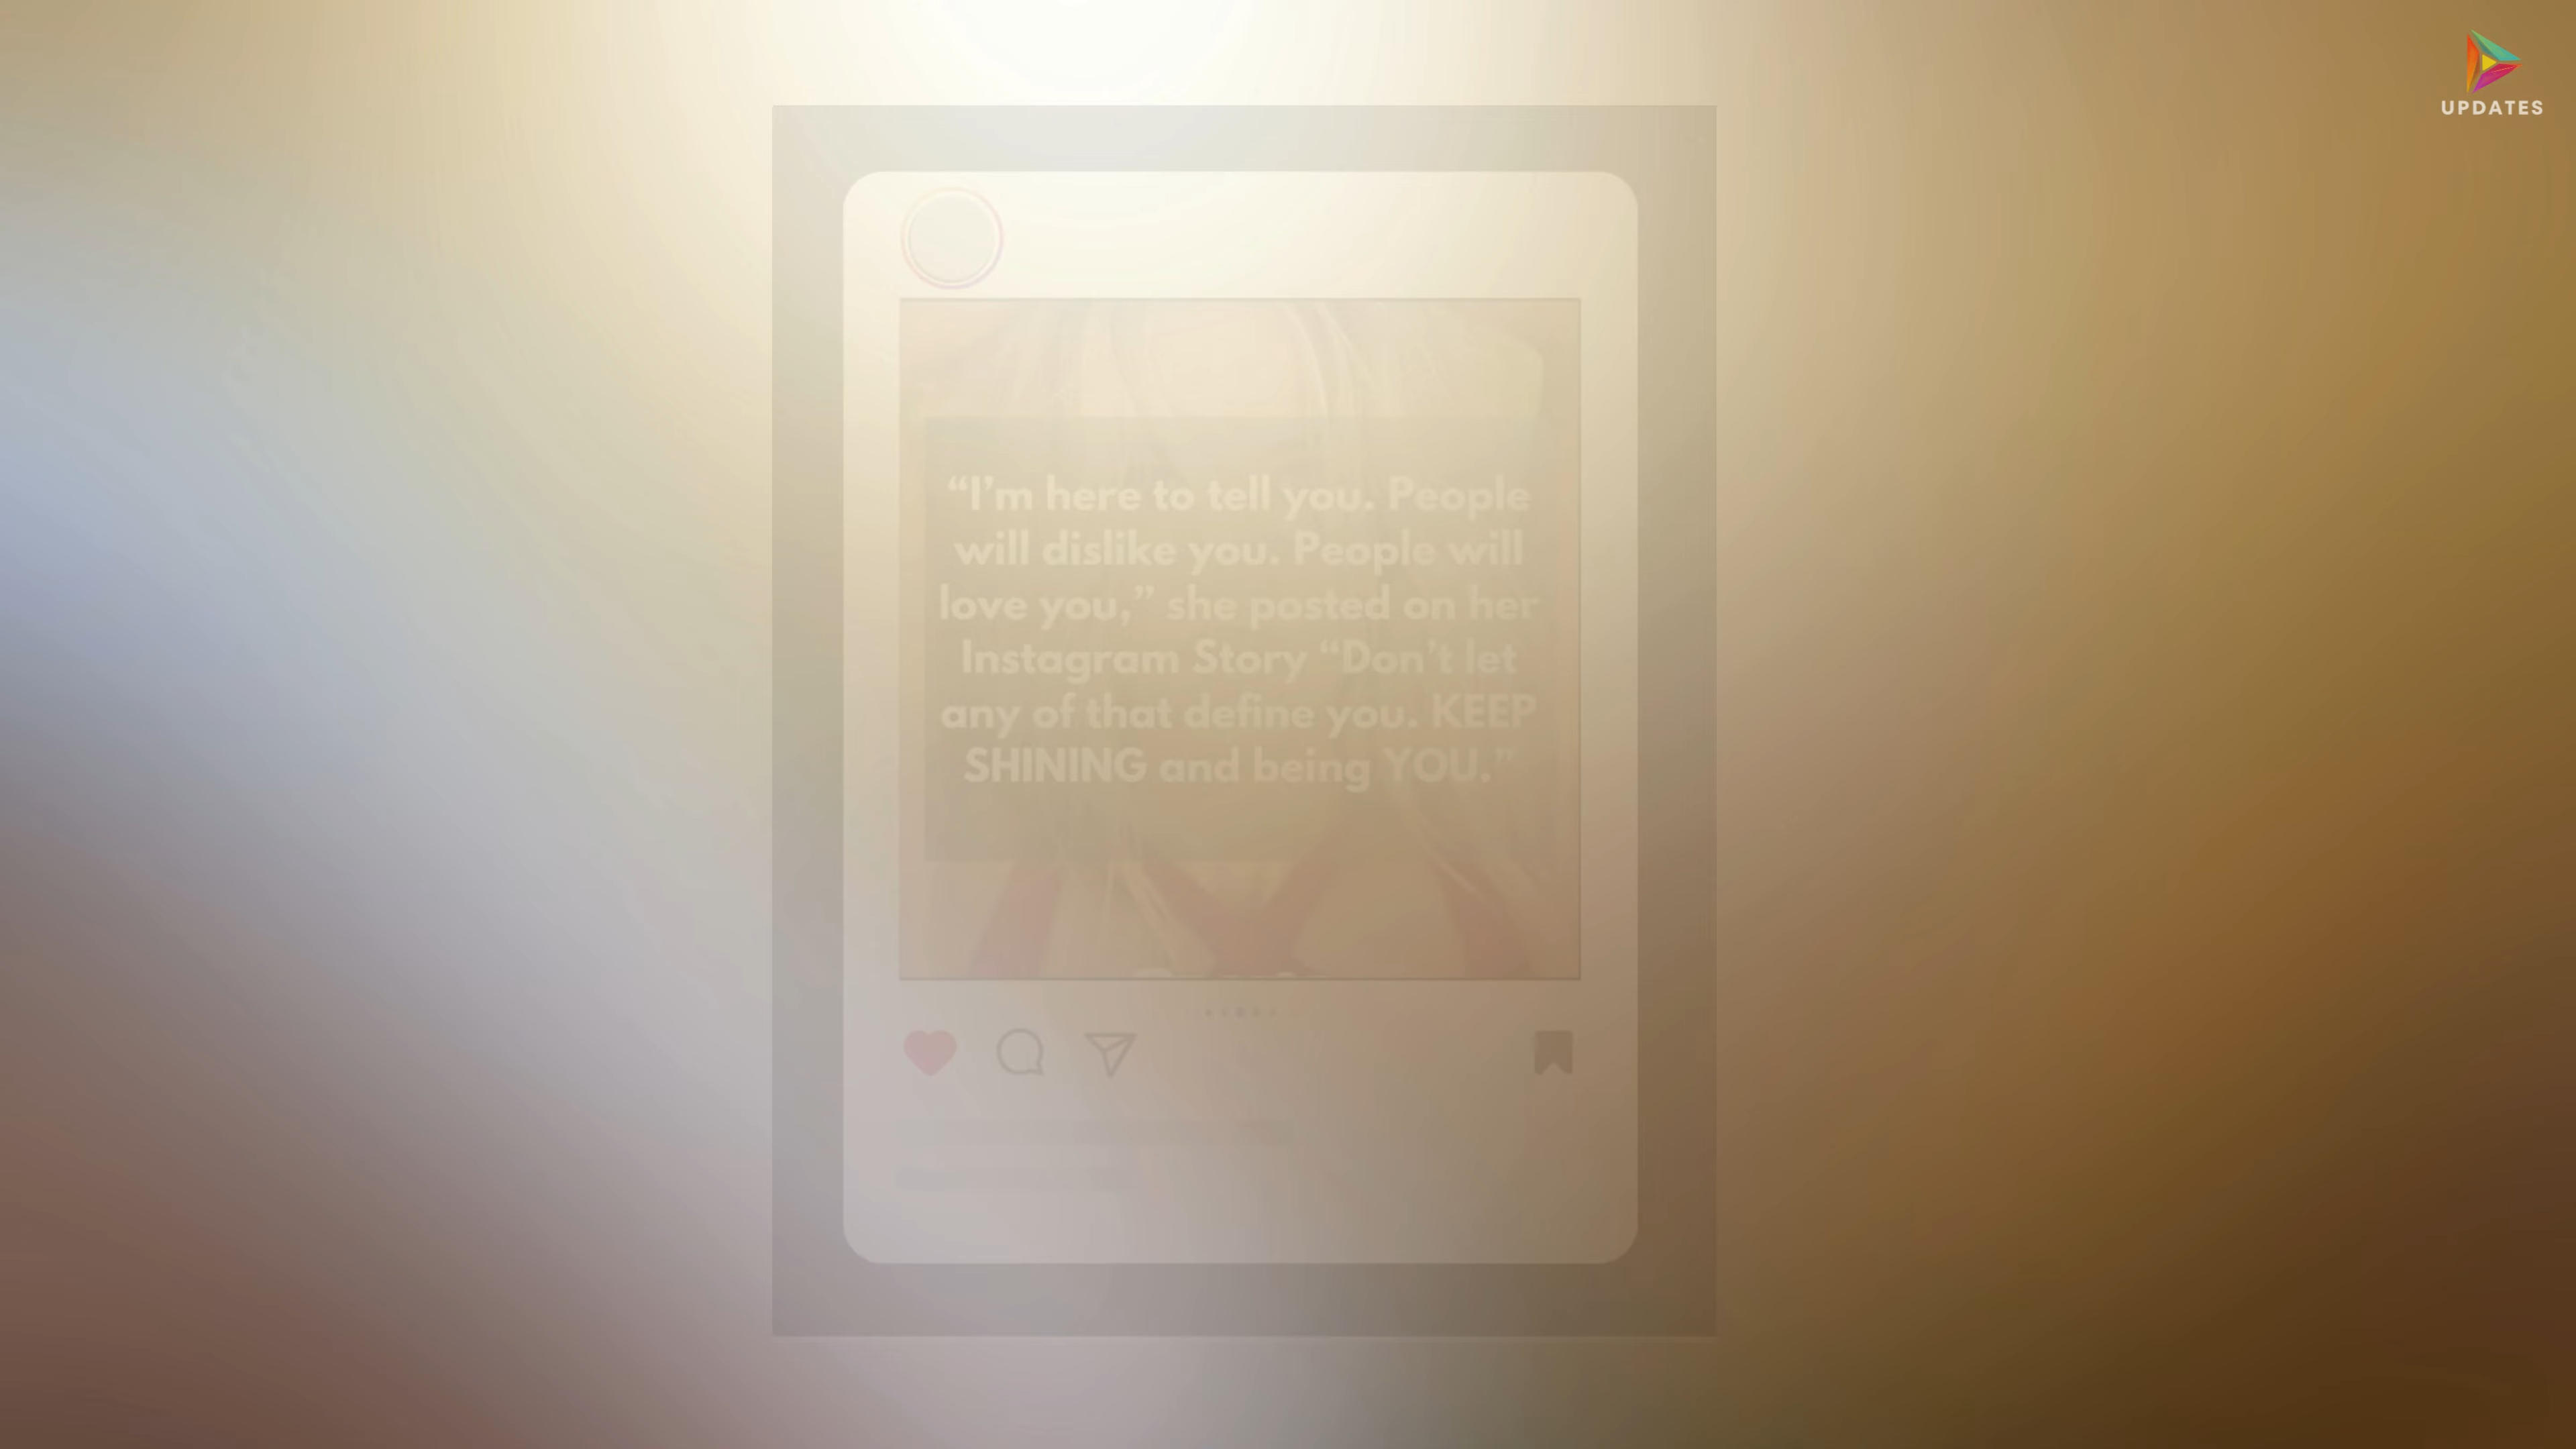 UPDATES
“I’m here to tell you. People
will dislike you. People will
love you,” she posted on her
Instagram Story “Don’t let
any of that define you. KEEP
SHINING and being YOU.”